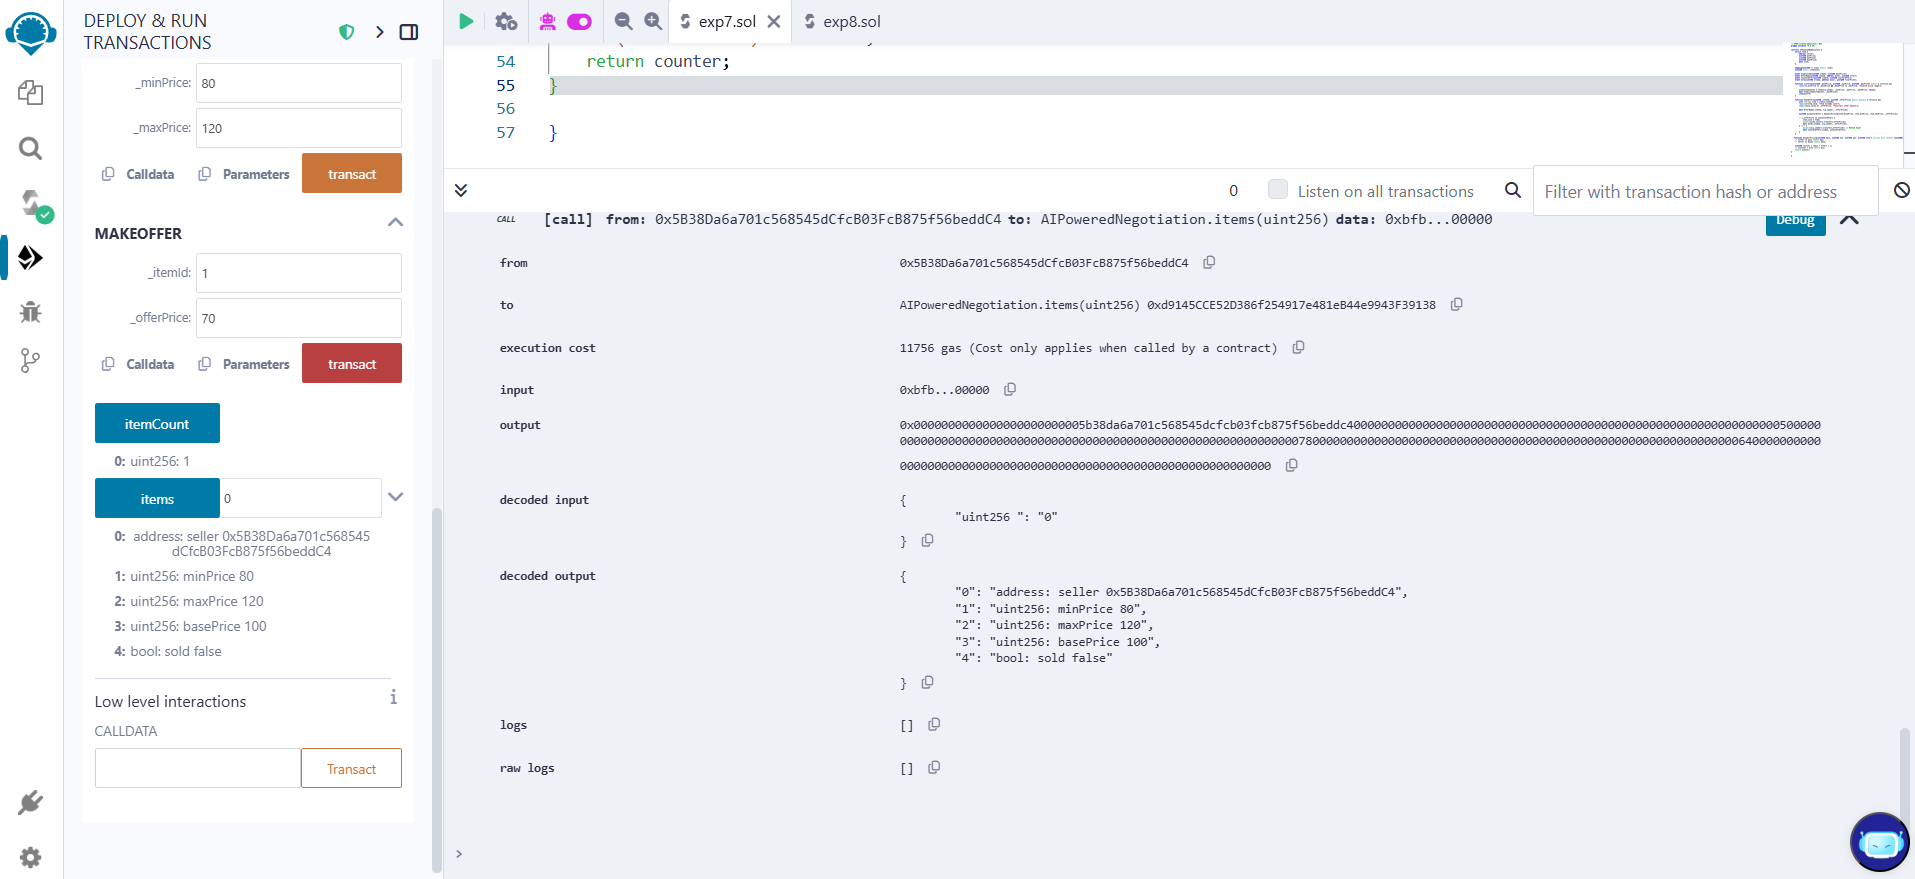 DEPLOY & RUN
TRANSACTIONS
_minPrice: 80
_maxPrice: 120
Calldata Parameters transact
MAKEOFFER
_itemId: 1
_offerPrice: 70
Calldata Parameters transact
itemCount
0: uint256: 1
items 0
0: address: seller 0x5B38Da6a701c568545
dCfcB03FcB875f56beddC4
1: uint256: minPrice 80
2: uint256: maxPrice 120
3: uint256: basePrice 100
4: bool: sold false
Low level interactions i
CALLDATA
Transact
exp7.sol exp8.sol
54 return counter;
55 }
56
57 }
0 Listen on all transactions Filter with transaction hash or address
CALL [call] from: 0x5B38Da6a701c568545dCfcB03FcB875f56beddC4 to: AIPoweredNegotiation.items(uint256) data: 0xbfb...00000 Debug
from 0x5B38Da6a701c568545dCfcB03FcB875f56beddC4
to AIPoweredNegotiation.items(uint256) 0xd9145CCE52D386f254917e481eB44e9943F39138
execution cost 11756 gas (Cost only applies when called by a contract)
input 0xbfb...00000
output
decoded input {
"uint256 ": "0"
}
decoded output {
"0": "address: seller 0x5B38Da6a701c568545dCfcB03FcB875f56beddC4",
"1": "uint256: minPrice 80",
"2": "uint256: maxPrice 120",
"3": "uint256: basePrice 100",
"4": "bool: sold false"
}
logs []
raw logs []
>